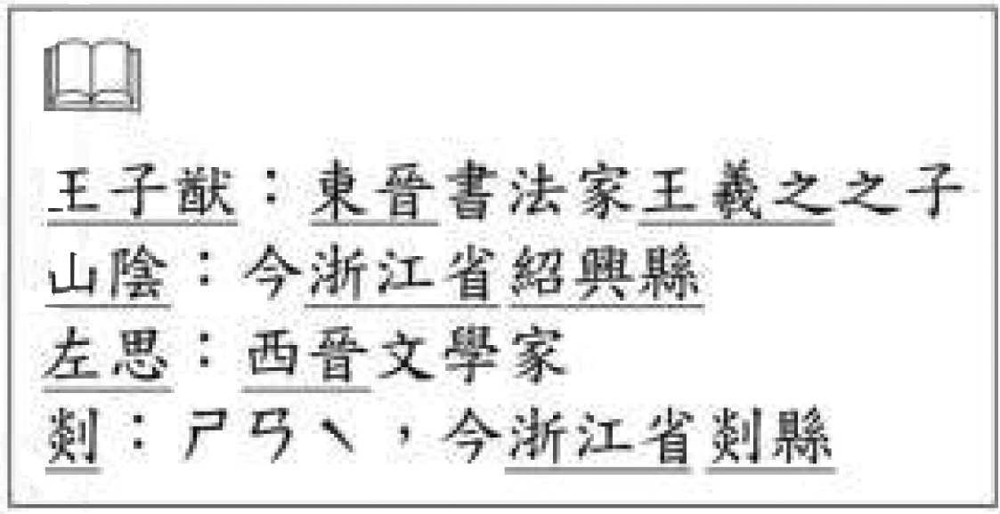 王子猷：東晉書法家王羲之之子
山陰：今浙江省紹興縣
左思：西晉文學家
剡：ㄕㄢˋ，今浙江省剡縣